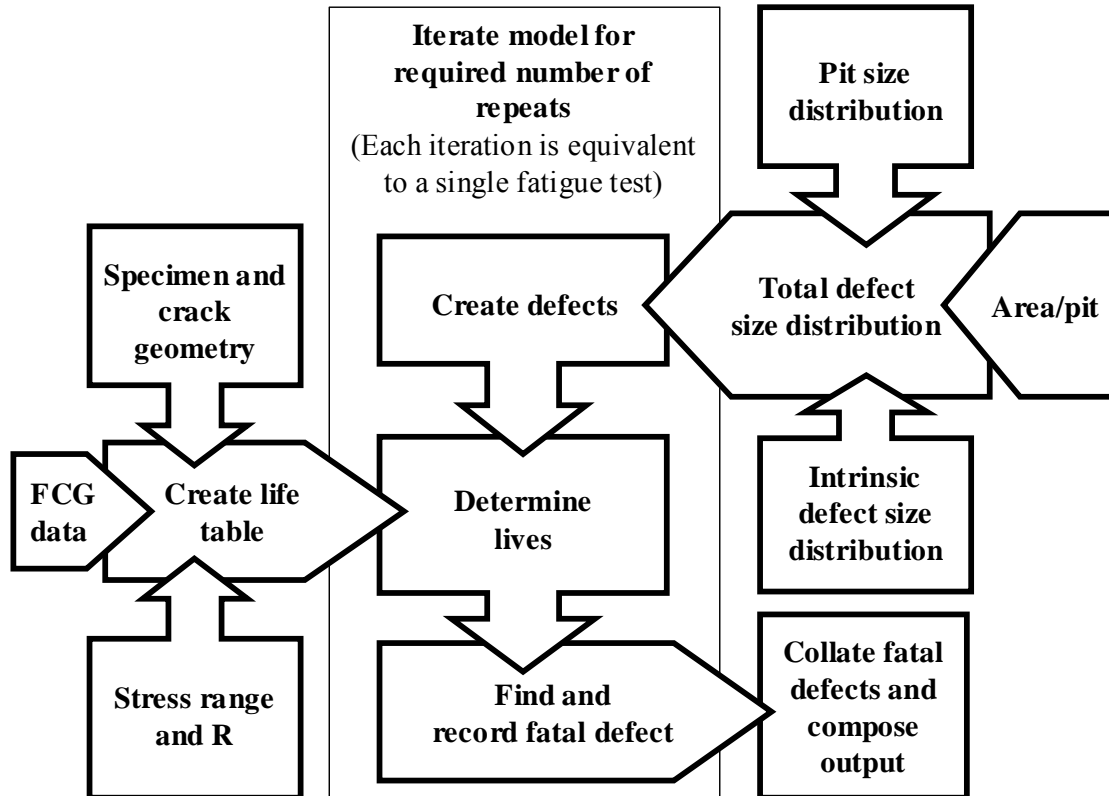 Iterate model for
required number of
repeats
(Each iteration is equivalent
to a single fatigue test)
Pit size
distribution
Specimen and
crack
geometry
Create defects
Total defect
size distribution
Area/pit
FCG
data
Create life
table
Determine
lives
Intrinsic
defect size
distribution
Stress range
and R
Find and
record fatal defect
Collate fatal
defects and
compose
output